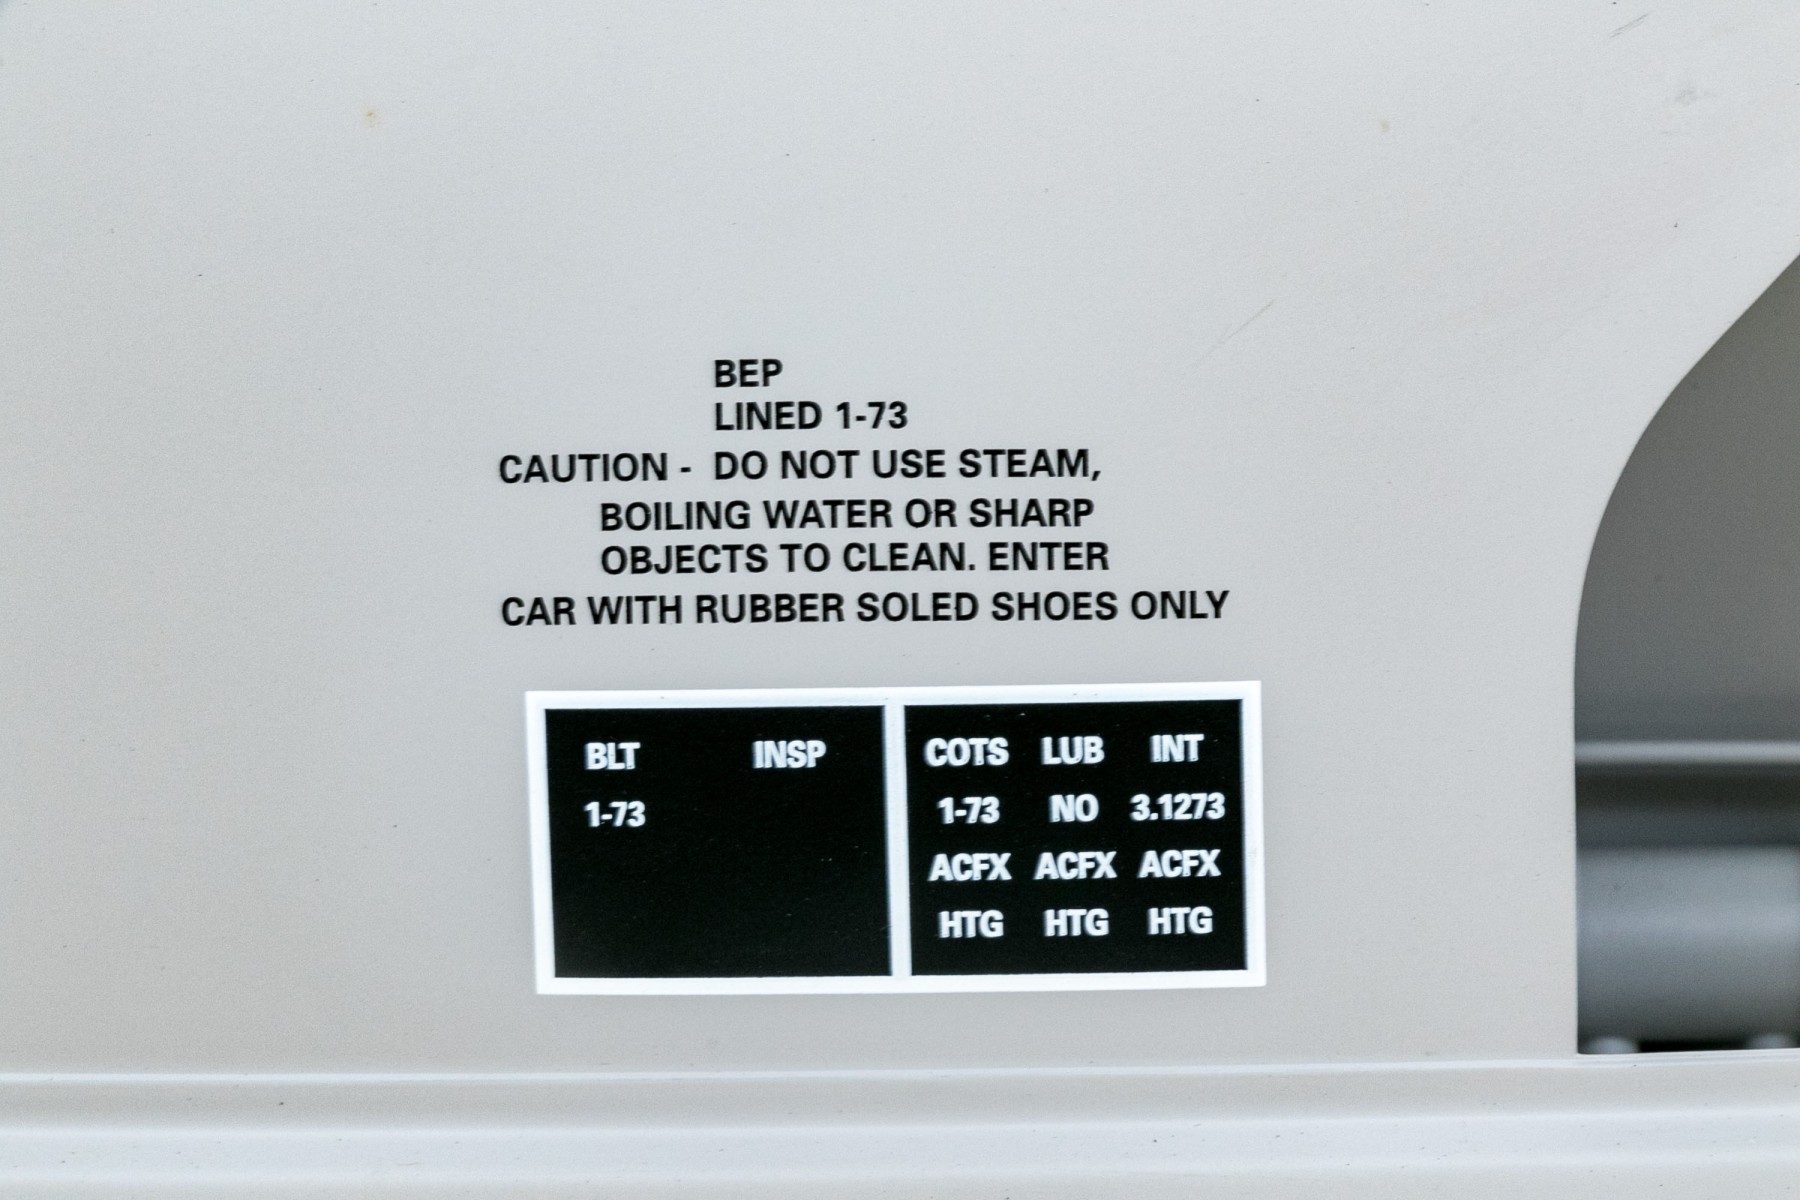 BEP
LINED 1-73
CAUTION - DO NOT USE STEAM,
BOILING WATER OR SHARP
OBJECTS TO CLEAN. ENTER
CAR WITH RUBBER SOLED SHOES ONLY
BLT INSP
1-73
COTS LUB INT
1-73 NO 3.1273
ACFX ACFX ACFX
HTG HTG HTG